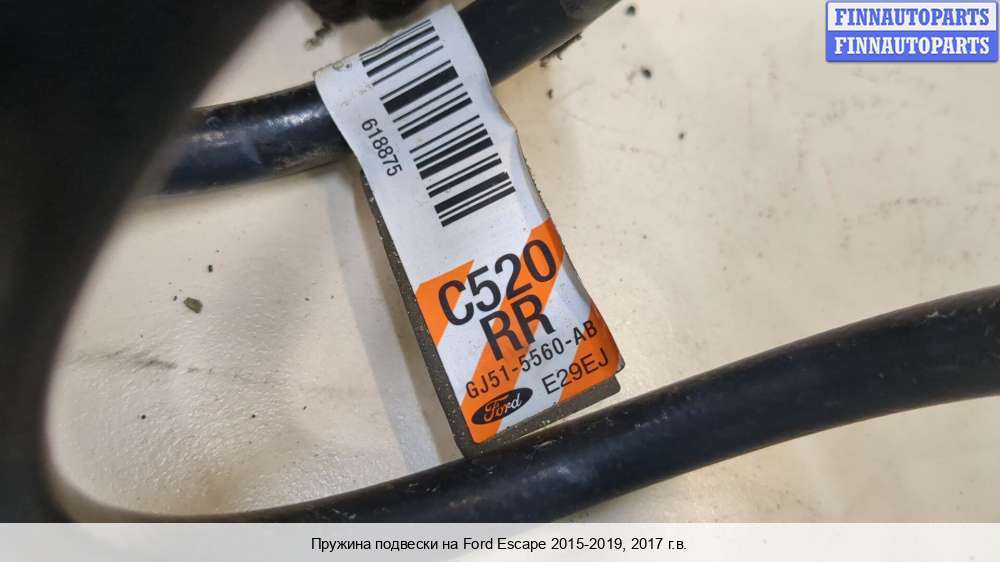 FINNAUTOPARTS
FINNAUTOPARTS
618875
C520
RR
GJ51-5560-AB
Ford E29EJ
Пружина подвески на Ford Escape 2015-2019, 2017 г.в.